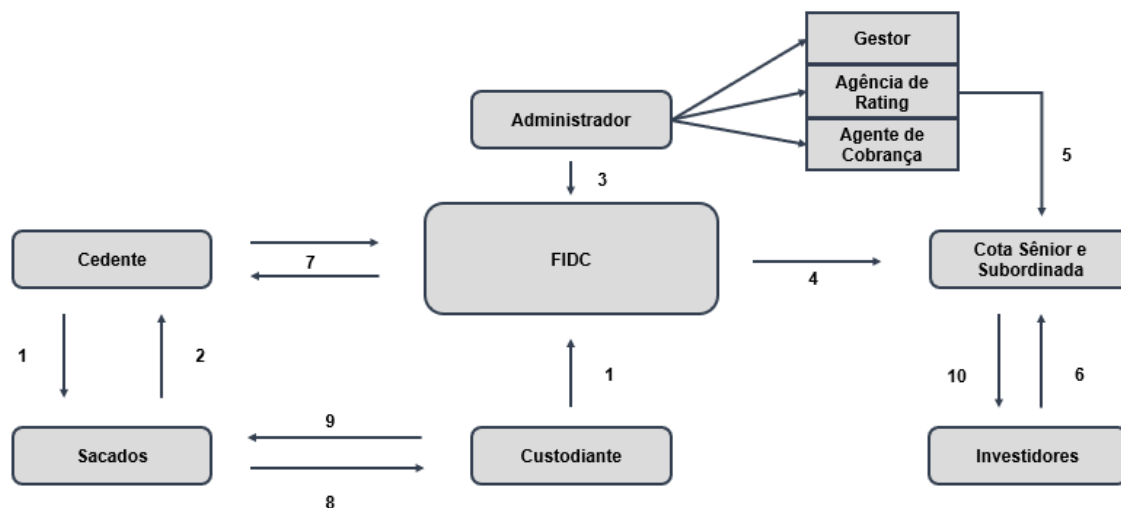 Gestor
Agência de
Rating
Administrador
Agente de
Cobrança
5
3
Cedente
FIDC
Cota Sênior e
Subordinada
7
4
1
2
1
10
6
9
Sacados
Custodiante
Investidores
8